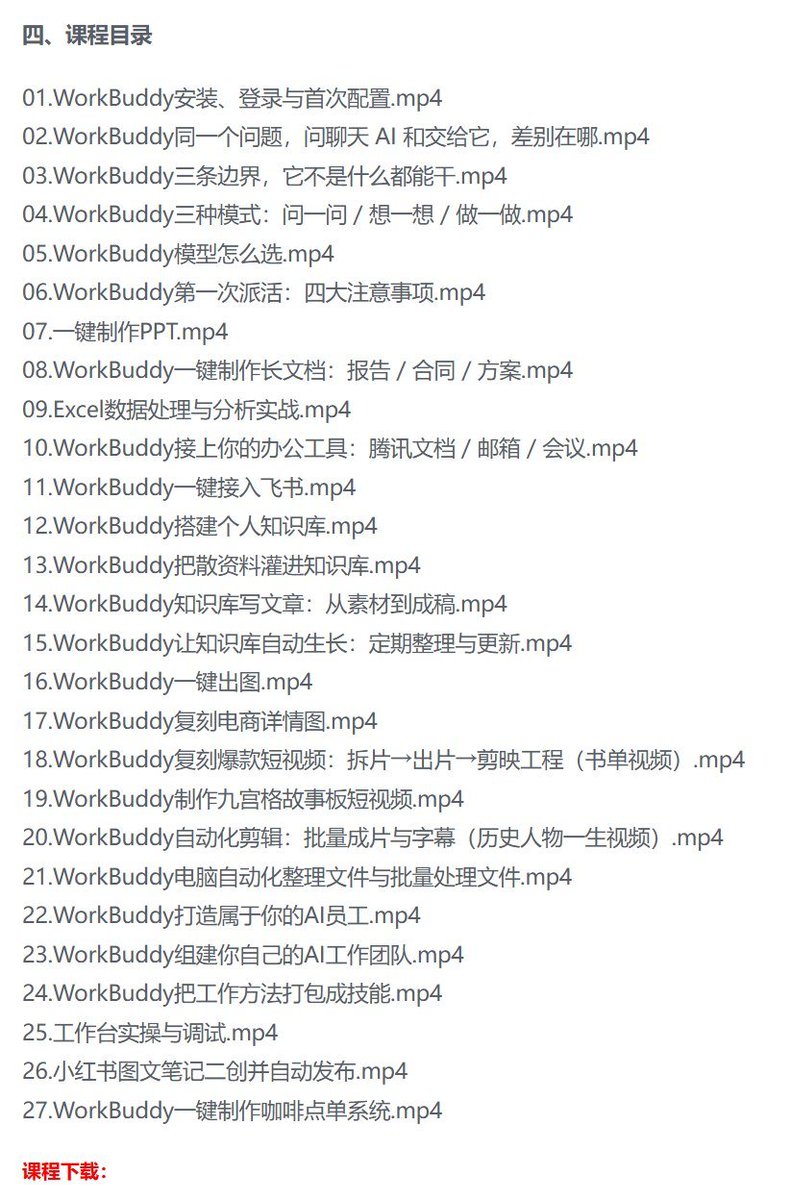 四、课程目录
01.WorkBuddy安装、登录与首次配置.mp4
02.WorkBuddy同一个问题，问聊天 AI 和交给它，差别在哪.mp4
03.WorkBuddy三条边界，它不是什么都能干.mp4
04.WorkBuddy三种模式：问一问 / 想一想 / 做一做.mp4
05.WorkBuddy模型怎么选.mp4
06.WorkBuddy第一次派活：四大注意事项.mp4
07.一键制作PPT.mp4
08.WorkBuddy一键制作长文档：报告 / 合同 / 方案.mp4
09.Excel数据处理与分析实战.mp4
10.WorkBuddy接上你的办公工具：腾讯文档 / 邮箱 / 会议.mp4
11.WorkBuddy一键接入飞书.mp4
12.WorkBuddy搭建个人知识库.mp4
13.WorkBuddy把散资料灌进知识库.mp4
14.WorkBuddy知识库写文章：从素材到成稿.mp4
15.WorkBuddy让知识库自动生长：定期整理与更新.mp4
16.WorkBuddy一键出图.mp4
17.WorkBuddy复刻电商详情图.mp4
18.WorkBuddy复刻爆款短视频：拆片→出片→剪映工程（书单视频）.mp4
19.WorkBuddy制作九宫格故事板短视频.mp4
20.WorkBuddy自动化剪辑：批量成片与字幕（历史人物一生视频）.mp4
21.WorkBuddy电脑自动化整理文件与批量处理文件.mp4
22.WorkBuddy打造属于你的AI员工.mp4
23.WorkBuddy组建你自己的AI工作团队.mp4
24.WorkBuddy把工作方法打包成技能.mp4
25.工作台实操与调试.mp4
26.小红书图文笔记二创并自动发布.mp4
27.WorkBuddy一键制作咖啡点单系统.mp4
课程下载：